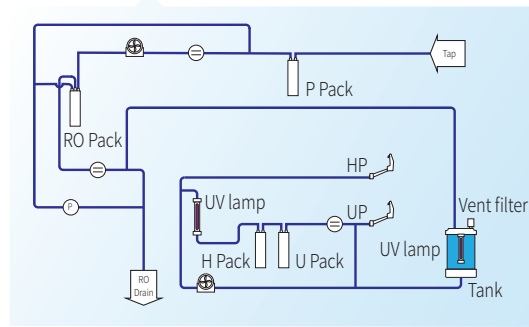 Tap
P Pack
RO Pack
HP
UV lamp
UP
Vent filter
UV lamp
H Pack
U Pack
P
Tank
RO
Drain